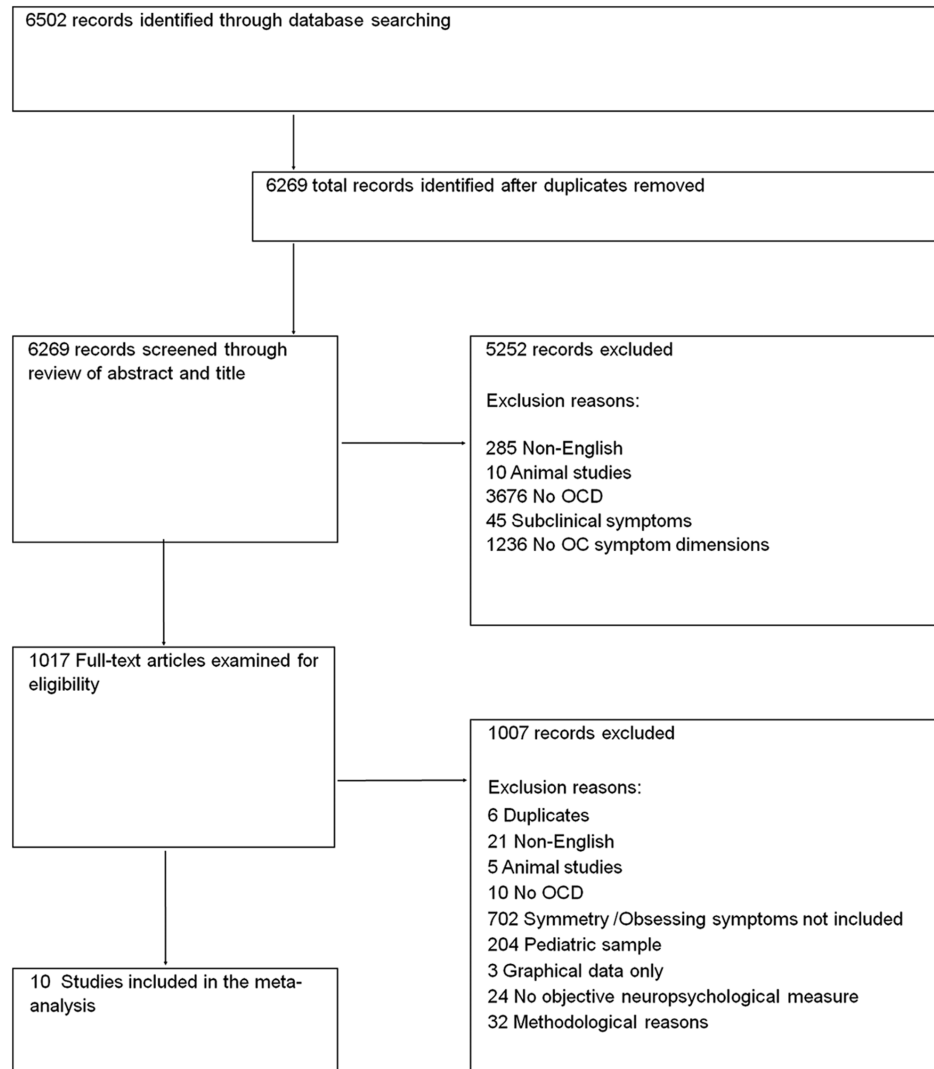 6502 records identified through database searching
6269 total records identified after duplicates removed
6269 records screened through
review of abstract and title
5252 records excluded
Exclusion reasons:
285 Non-English
10 Animal studies
3676 No OCD
45 Subclinical symptoms
1236 No OC symptom dimensions
1017 Full-text articles examined for
eligibility
1007 records excluded
Exclusion reasons:
6 Duplicates
21 Non-English
5 Animal studies
10 No OCD
702 Symmetry /Obsessing symptoms not included
204 Pediatric sample
3 Graphical data only
24 No objective neuropsychological measure
32 Methodological reasons
10 Studies included in the meta-
analysis